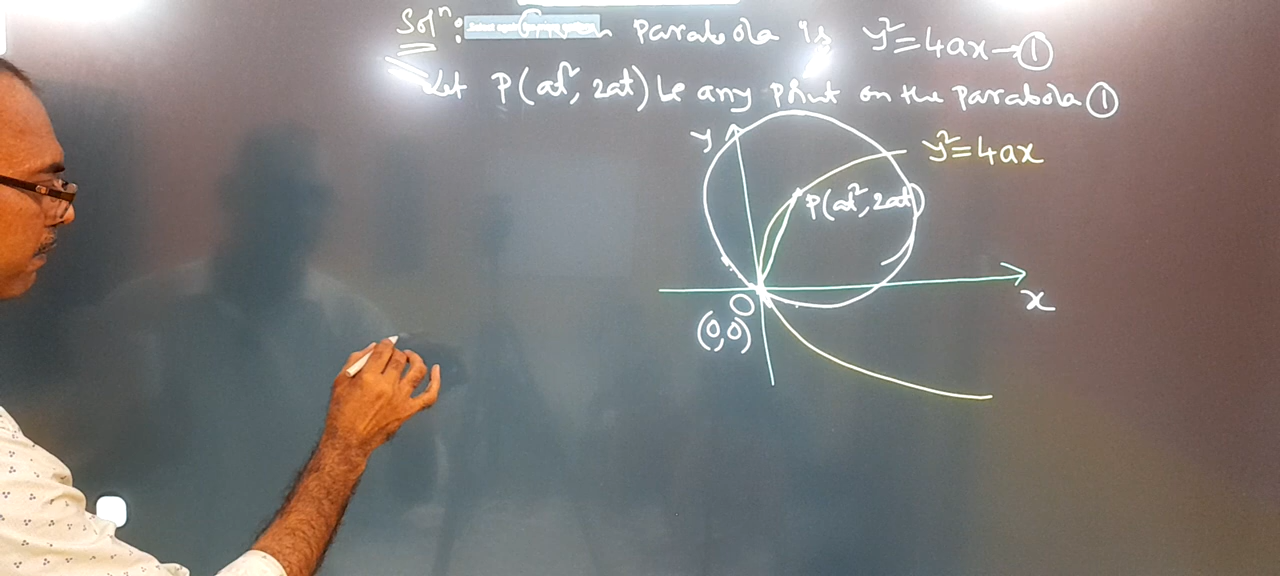 Solⁿ: Given parabola is y²=4ax→①
Let P(at², 2at) be any point on the parabola ①
y
y²=4ax
P(at², 2at)
O
x
(0,0)